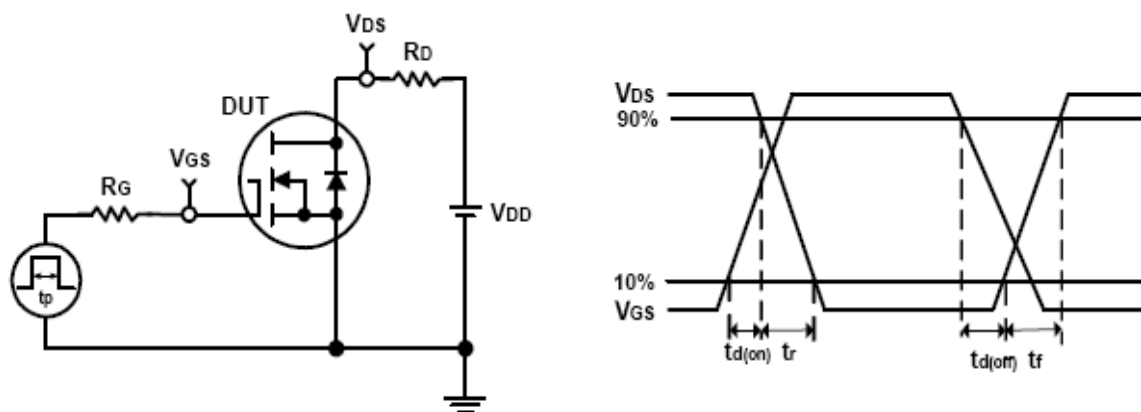 VDS
RD
DUT
VGS
RG
VDD
tp
VDS
90%
10%
VGS
td(on) tr
td(off) tf